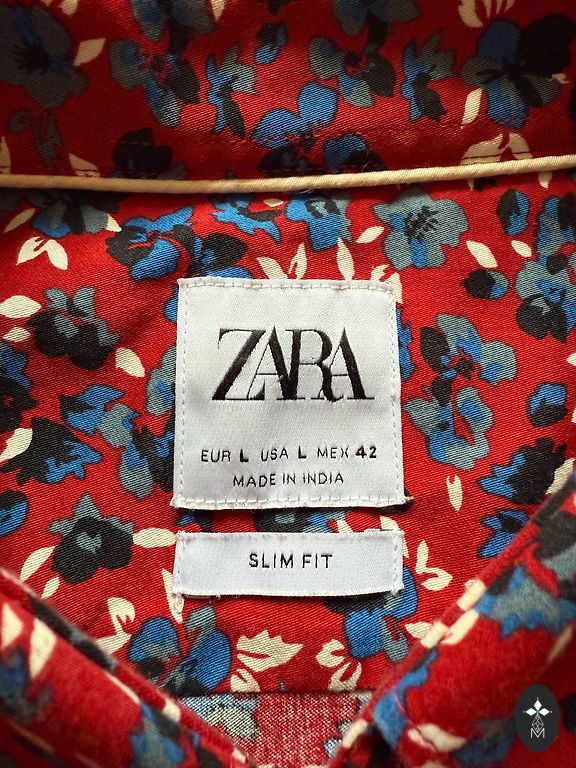 ZARA
EUR L USA L MEX 42
MADE IN INDIA
SLIM FIT
M